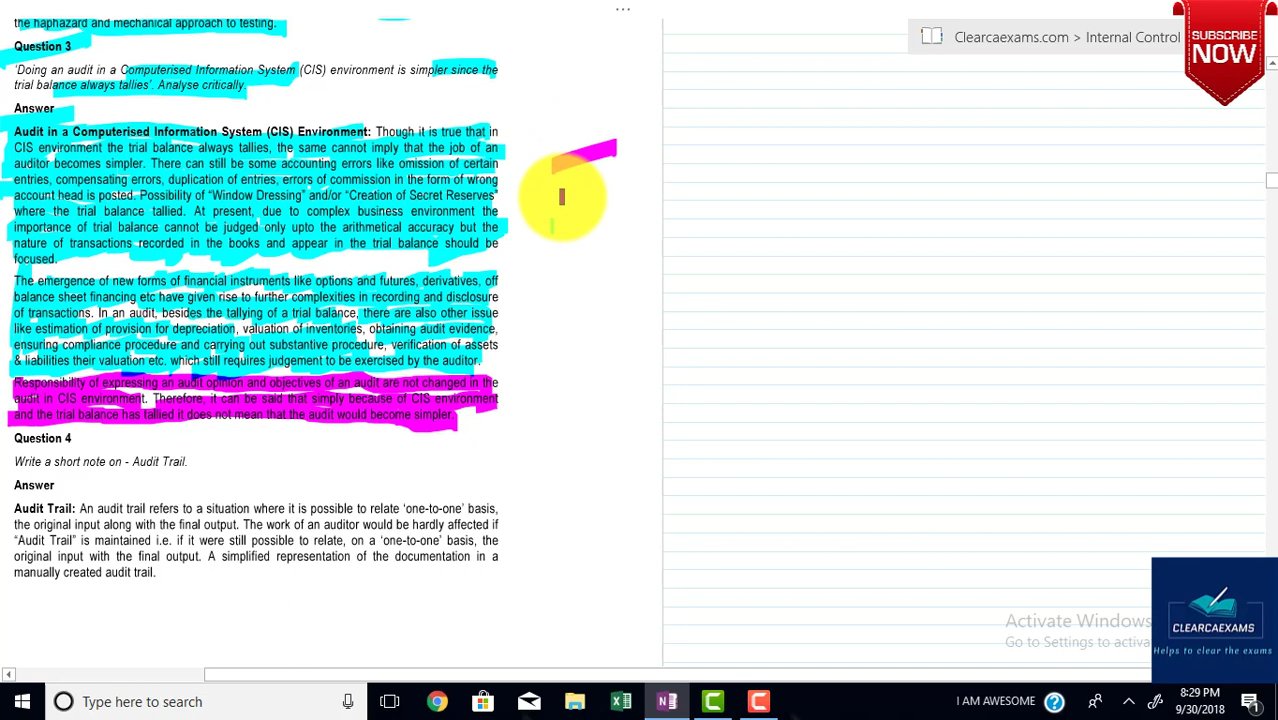 the haphazard and mechanical approach to testing.
Question 3
'Doing an audit in a Computerised Information System (CIS) environment is simpler since the
trial balance always tallies'. Analyse critically.
Answer
Audit in a Computerised Information System (CIS) Environment: Though it is true that in
CIS environment the trial balance always tallies, the same cannot imply that the job of an
auditor becomes simpler. There can still be some accounting errors like omission of certain
entries, compensating errors, duplication of entries, errors of commission in the form of wrong
account head is posted. Possibility of “Window Dressing” and/or “Creation of Secret Reserves”
where the trial balance tallied. At present, due to complex business environment the
importance of trial balance cannot be judged only upto the arithmetical accuracy but the
nature of transactions recorded in the books and appear in the trial balance should be
focused.
The emergence of new forms of financial instruments like options and futures, derivatives, off
balance sheet financing etc have given rise to further complexities in recording and disclosure
of transactions. In an audit, besides the tallying of a trial balance, there are also other issue
like estimation of provision for depreciation, valuation of inventories, obtaining audit evidence,
ensuring compliance procedure and carrying out substantive procedure, verification of assets
& liabilities their valuation etc. which still requires judgement to be exercised by the auditor.
Responsibility of expressing an audit opinion and objectives of an audit are not changed in the
audit in CIS environment. Therefore, it can be said that simply because of CIS environment
and the trial balance has tallied it does not mean that the audit would become simpler.
Question 4
Write a short note on - Audit Trail.
Answer
Audit Trail: An audit trail refers to a situation where it is possible to relate ‘one-to-one’ basis,
the original input along with the final output. The work of an auditor would be hardly affected if
“Audit Trail” is maintained i.e. if it were still possible to relate, on a ‘one-to-one’ basis, the
original input with the final output. A simplified representation of the documentation in a
manually created audit trail.
Clearcaexams.com > Internal Control
SUBSCRIBE
NOW
Activate Windows
Go to Settings to activa
CLEARCAEXAMS
Helps to clear the exams
Type here to search
I AM AWESOME
8:29 PM
9/30/2018